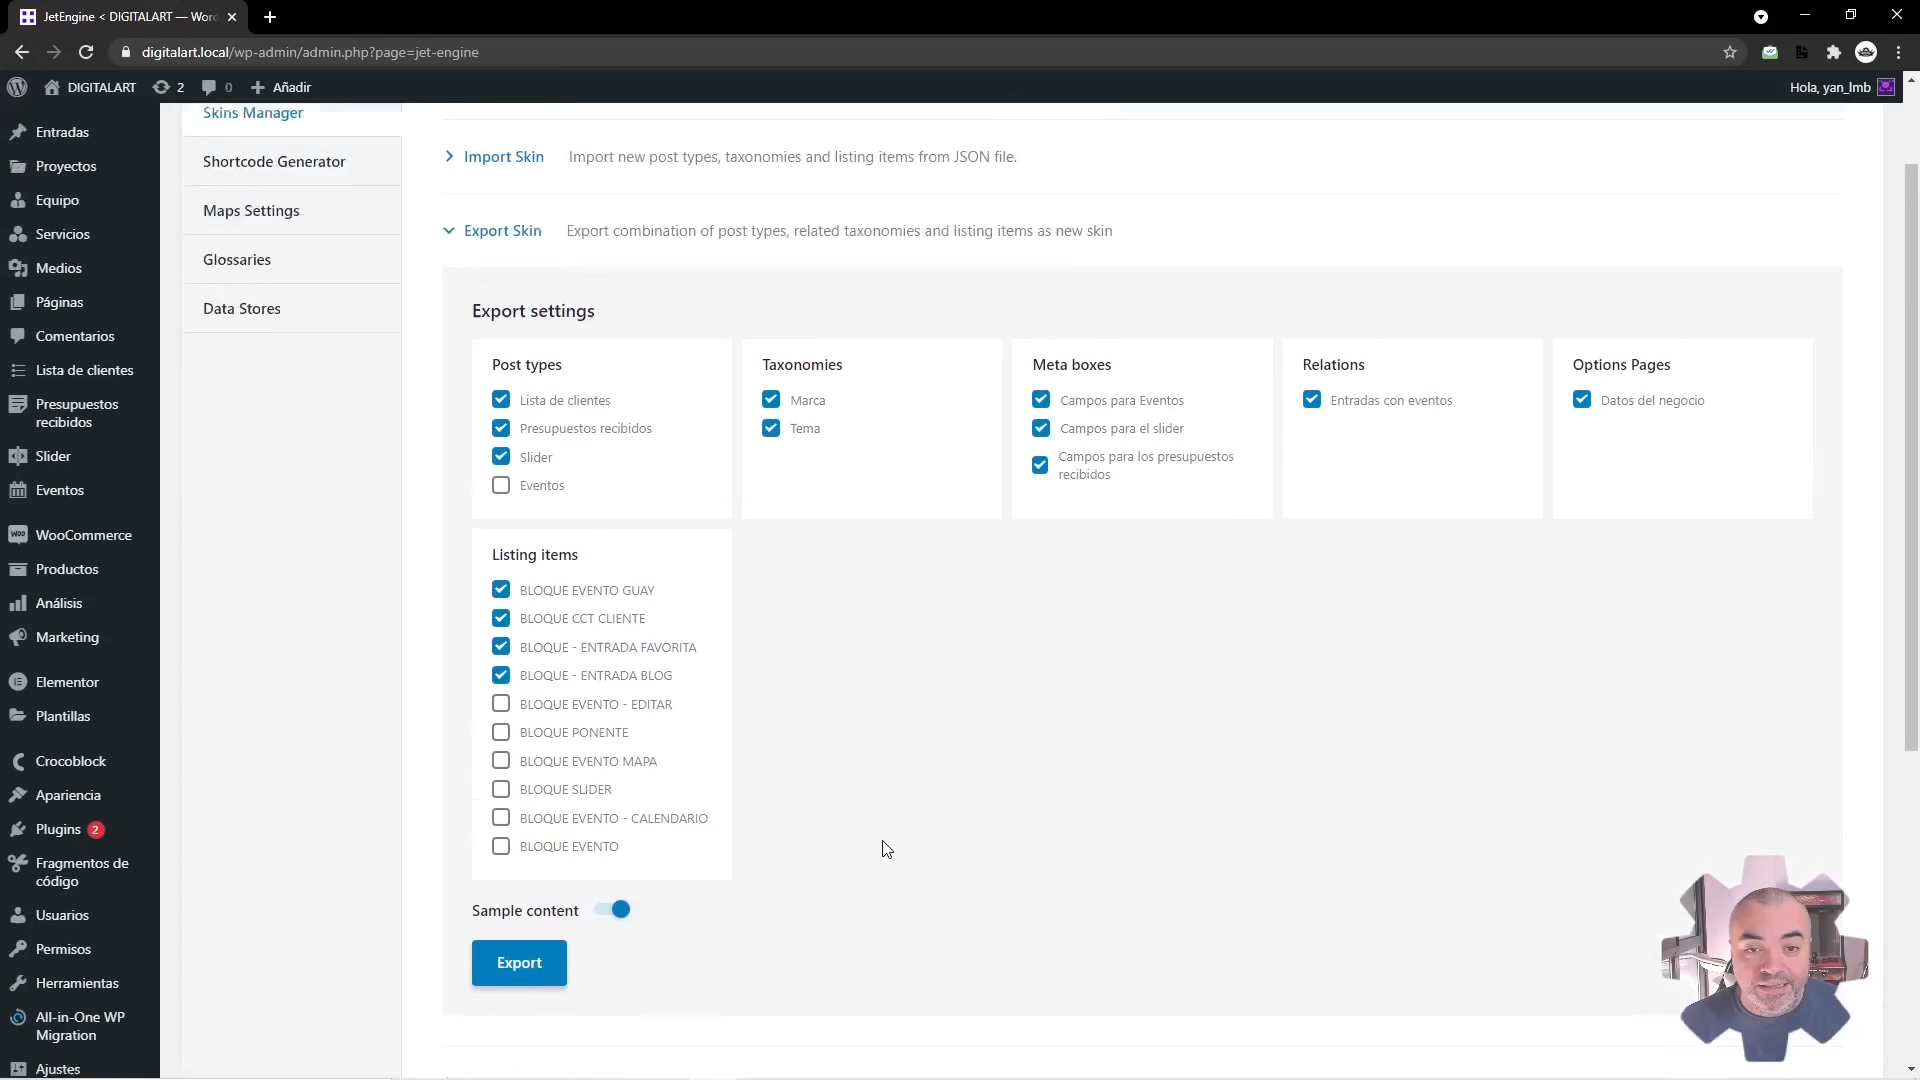 JetEngine < DIGITALART — Word
digitalart.local/wp-admin/admin.php?page=jet-engine
DIGITALART
2
0
Añadir
Hola, yan_lmb
Entradas
Proyectos
Equipo
Servicios
Medios
Páginas
Comentarios
Lista de clientes
Presupuestos
recibidos
Slider
Eventos
WooCommerce
Productos
Análisis
Marketing
Elementor
Plantillas
Crocoblock
Apariencia
Plugins 2
Fragmentos de
código
Usuarios
Permisos
Herramientas
All-in-One WP
Migration
Ajustes
Skins Manager
Shortcode Generator
Maps Settings
Glossaries
Data Stores
Import Skin Import new post types, taxonomies and listing items from JSON file.
Export Skin Export combination of post types, related taxonomies and listing items as new skin
Export settings
Post types
Lista de clientes
Presupuestos recibidos
Slider
Eventos
Taxonomies
Marca
Tema
Meta boxes
Campos para Eventos
Campos para el slider
Campos para los presupuestos
recibidos
Relations
Entradas con eventos
Options Pages
Datos del negocio
Listing items
BLOQUE EVENTO GUAY
BLOQUE CCT CLIENTE
BLOQUE - ENTRADA FAVORITA
BLOQUE - ENTRADA BLOG
BLOQUE EVENTO - EDITAR
BLOQUE PONENTE
BLOQUE EVENTO MAPA
BLOQUE SLIDER
BLOQUE EVENTO - CALENDARIO
BLOQUE EVENTO
Sample content
Export